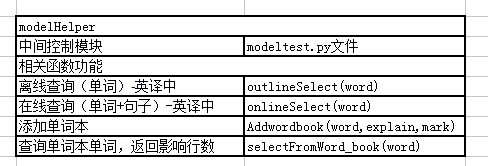 modelHelper
中间控制模块 modeltest.py文件
相关函数功能
离线查询（单词）-英译中 outlineSelect(word)
在线查询（单词+句子）-英译中 onlineSelect(word)
添加单词本 Addwordbook(word,explain,mark)
查询单词本单词，返回影响行数 selectFromWord_book(word)